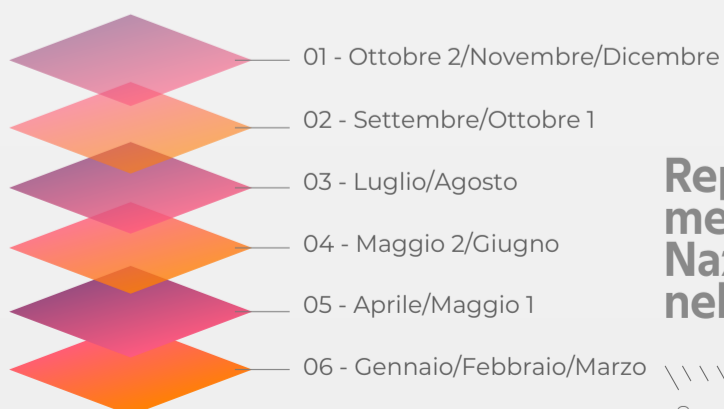 01 - Ottobre 2/Novembre/Dicembre
02 - Settembre/Ottobre 1
03 - Luglio/Agosto
04 - Maggio 2/Giugno
05 - Aprile/Maggio 1
06 - Gennaio/Febbraio/Marzo